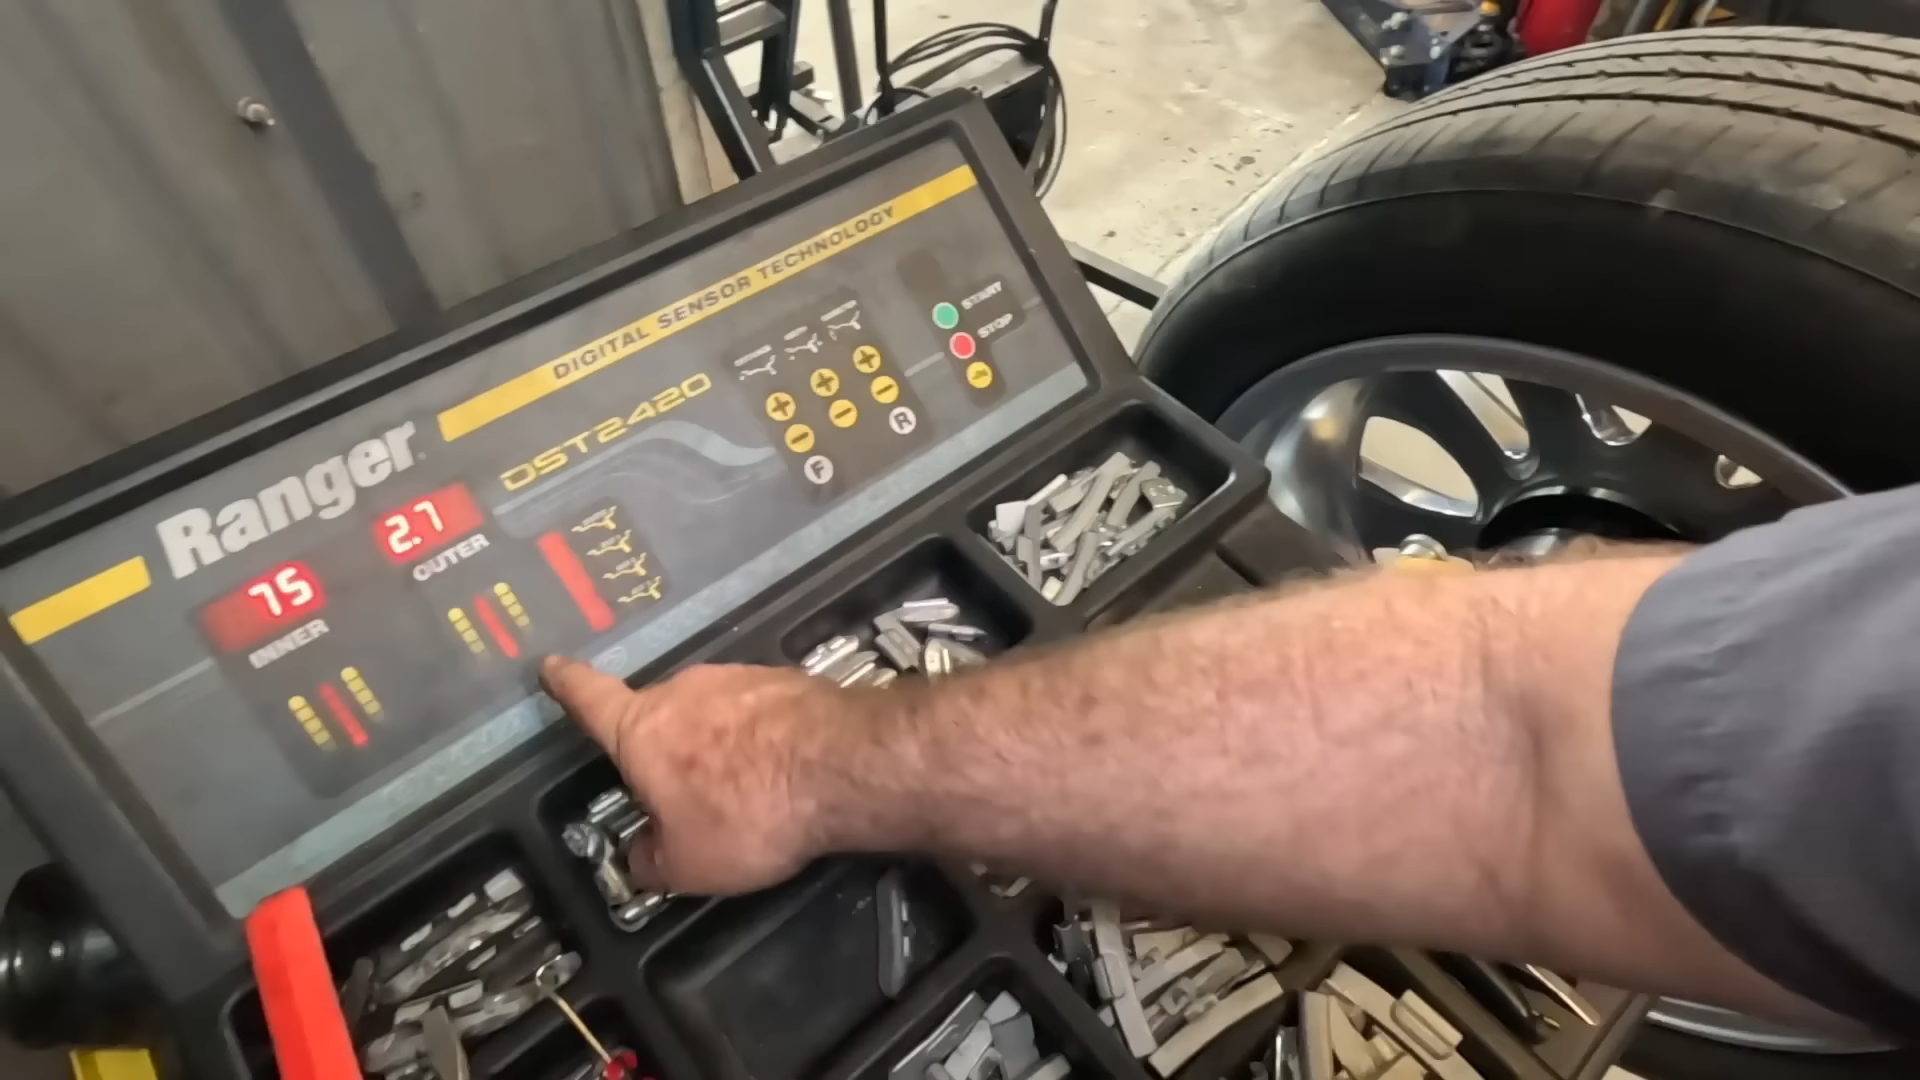 DIGITAL SENSOR TECHNOLOGY
DST2420
Ranger
START
STOP
R
F
2.7
OUTER
75
INNER